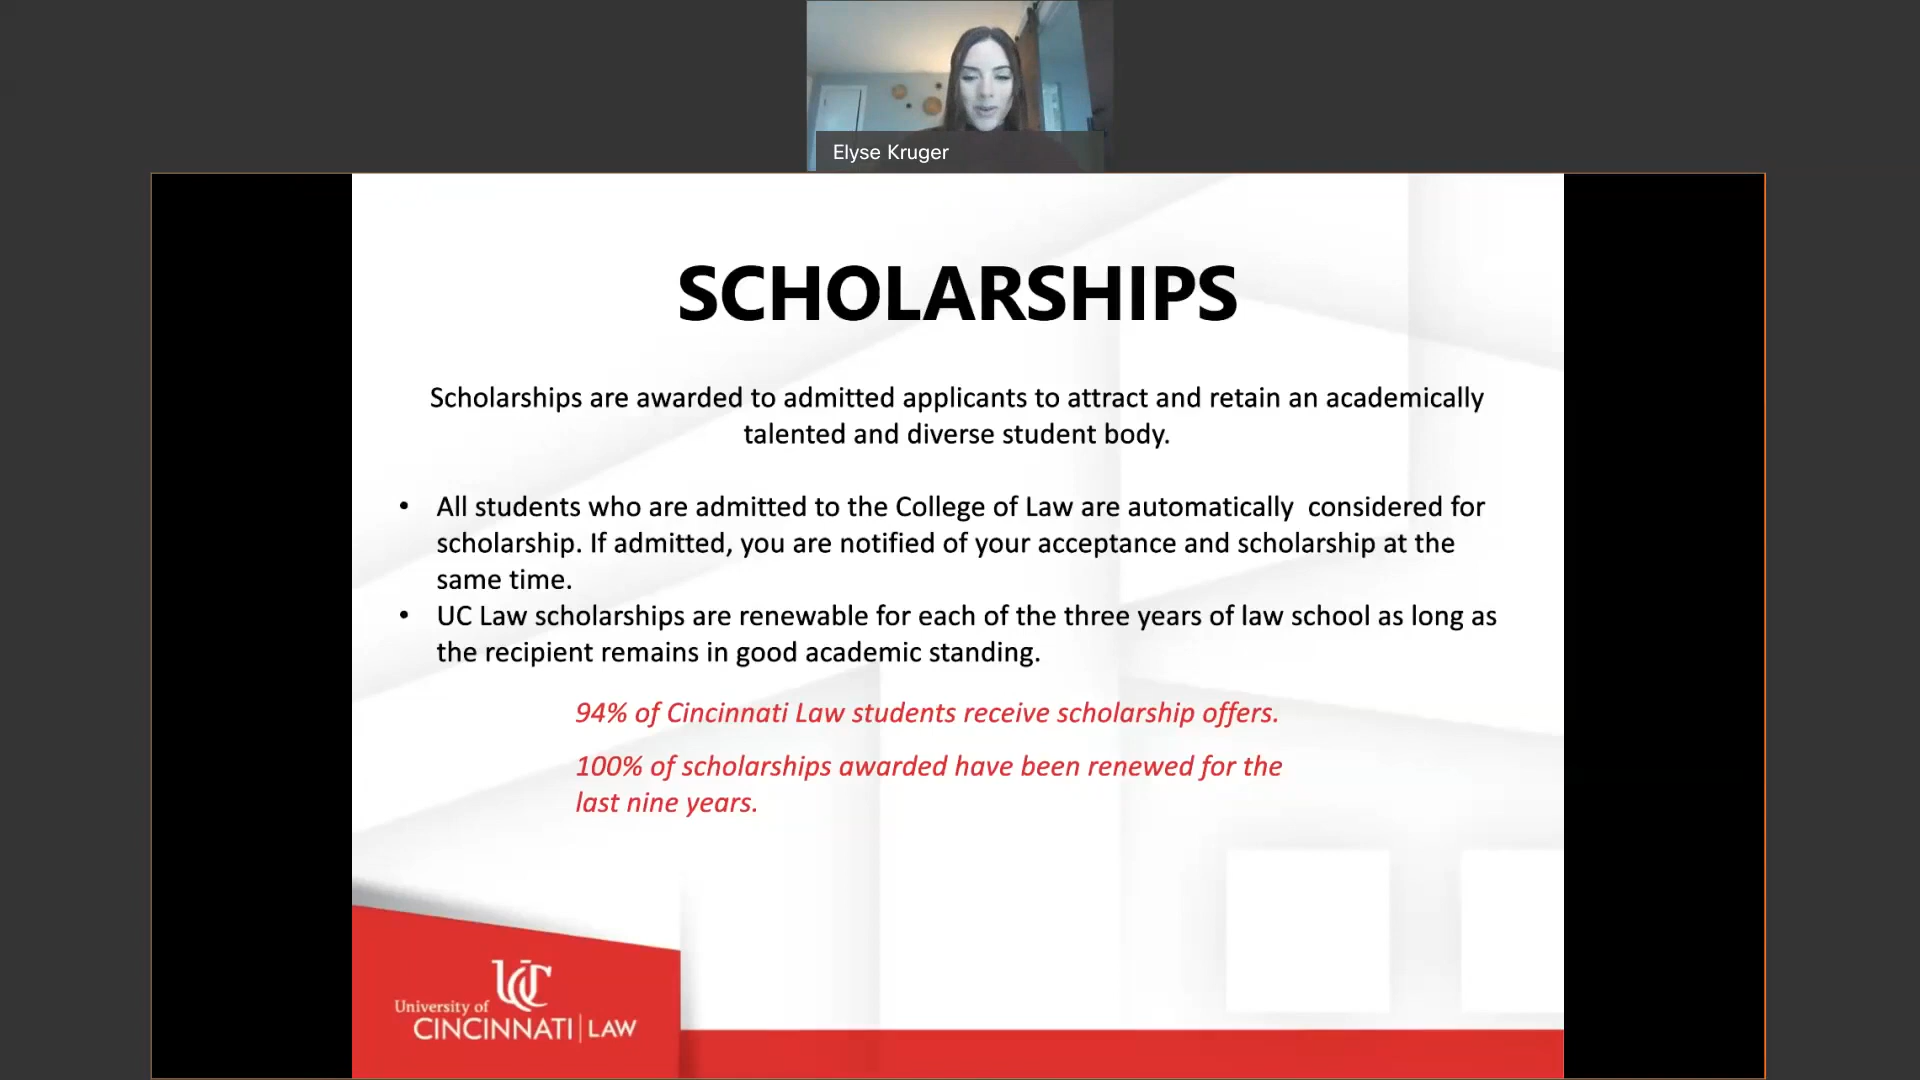 Elyse Kruger
SCHOLARSHIPS
Scholarships are awarded to admitted applicants to attract and retain an academically
talented and diverse student body.
• All students who are admitted to the College of Law are automatically  considered for
scholarship. If admitted, you are notified of your acceptance and scholarship at the
same time.
• UC Law scholarships are renewable for each of the three years of law school as long as
the recipient remains in good academic standing.
94% of Cincinnati Law students receive scholarship offers.
100% of scholarships awarded have been renewed for the
last nine years.
UC
University of
CINCINNATI | LAW